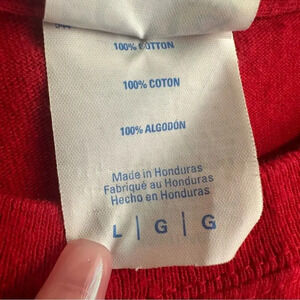 100% COTTON
100% COTON
100% ALGODÓN
Made in Honduras
Fabriqué au Honduras
Hecho en Honduras
L | G | G